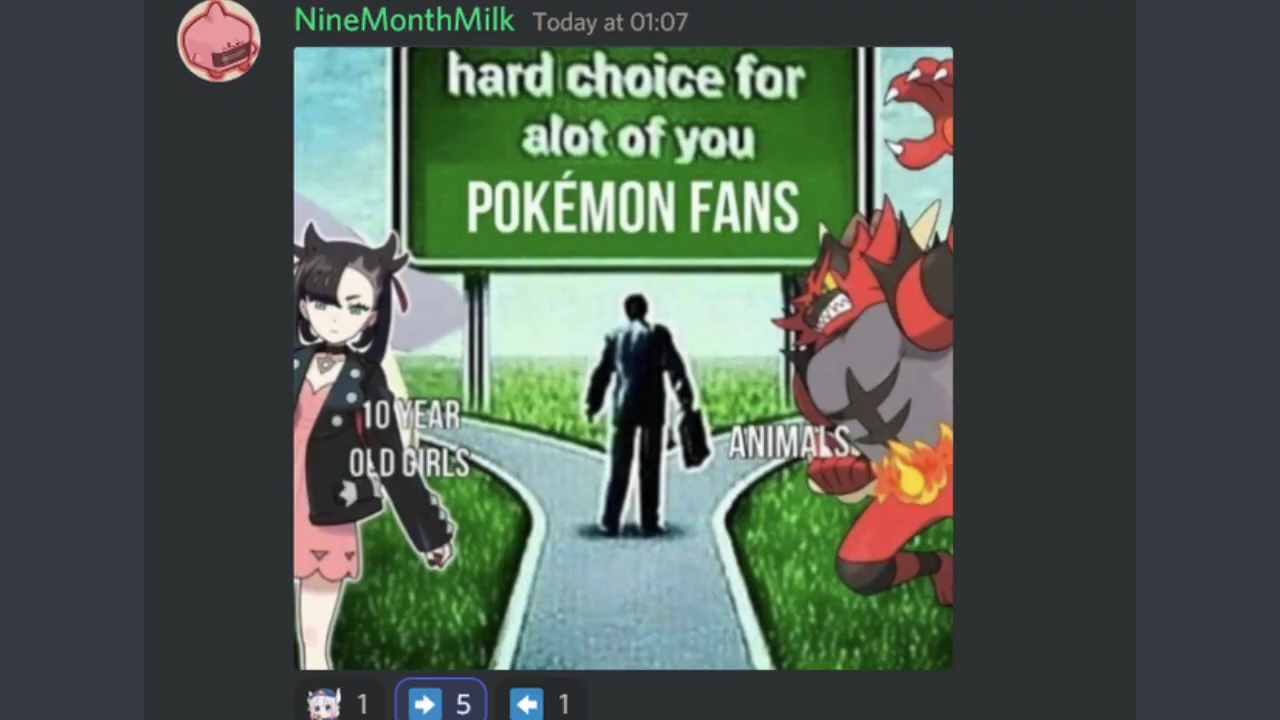 NineMonthMilk Today at 01:07
hard choice for
alot of you
POKÉMON FANS
10 YEAR
OLD GIRLS
ANIMALS
1 5 1